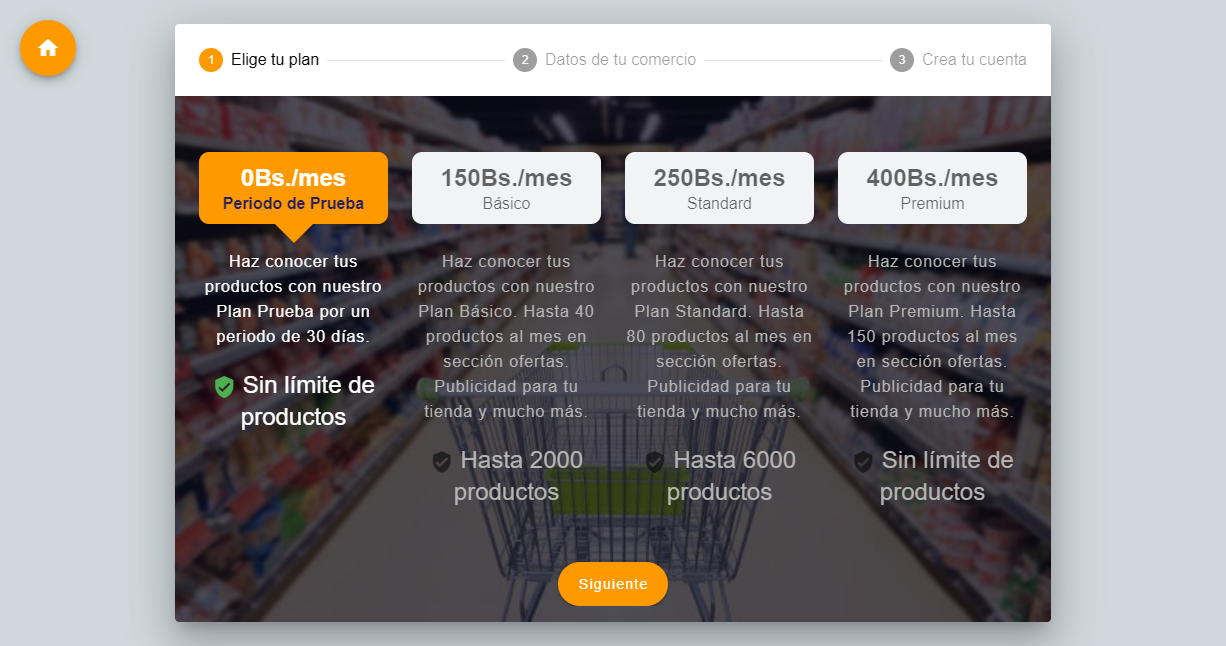 1 Elige tu plan
2 Datos de tu comercio
3 Crea tu cuenta
0Bs./mes
Periodo de Prueba
Haz conocer tus
productos con nuestro
Plan Prueba por un
periodo de 30 días.
Sin límite de
productos
150Bs./mes
Básico
Haz conocer tus
productos con nuestro
Plan Básico. Hasta 40
productos al mes en
sección ofertas.
Publicidad para tu
tienda y mucho más.
Hasta 2000
productos
250Bs./mes
Standard
Haz conocer tus
productos con nuestro
Plan Standard. Hasta
80 productos al mes en
sección ofertas.
Publicidad para tu
tienda y mucho más.
Hasta 6000
productos
400Bs./mes
Premium
Haz conocer tus
productos con nuestro
Plan Premium. Hasta
150 productos al mes
en sección ofertas.
Publicidad para tu
tienda y mucho más.
Sin límite de
productos
Siguiente